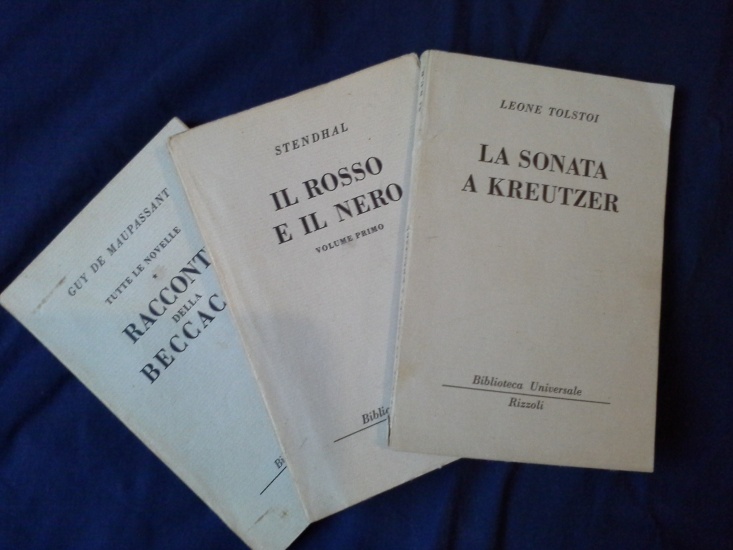 GUY DE MAUPASSANT
TUTTE LE NOVELLE
RACCONT
DELLA
BECCAC
STENDHAL
IL ROSSO
E IL NERO
VOLUME PRIMO
LEONE TOLSTOI
LA SONATA
A KREUTZER
Biblioteca Universale
Rizzoli